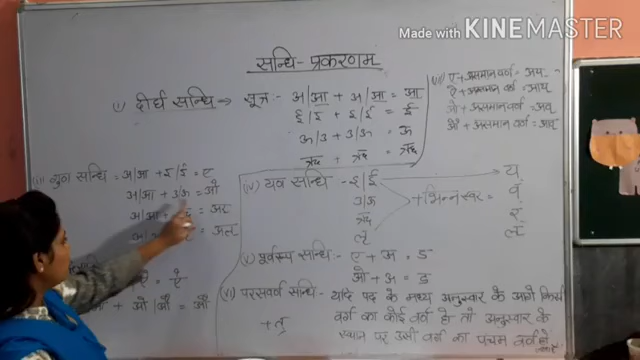 Made with KINEMASTER
सन्धि-प्रकरणम्
(i) दीर्घ सन्धि → सूत्र:- अ/आ + अ/आ = आ
इ/ई + इ/ई = ई
उ/ऊ + उ/ऊ = ऊ
ऋ + ऋ = ऋ
ए + असमान वर्ण = अय्
ऐ + असमान वर्ण = आय्
ओ + असमान वर्ण = अव्
औ + असमान वर्ण = आव्
गुण सन्धि = अ/आ + इ/ई = ए
अ/आ + उ/ऊ = ओ
अ/आ = अर
= अल
= ऐ
+ ओ/औ = औ
(iv) यण सन्धि - इ/ई
उ/ऊ
ऋ
लृ
+ भिन्न स्वर =
य
व
र
ल
(v) पूर्वरूप सन्धि:- ए + अ = ऽ
ओ + अ = ऽ
(vi) परसवर्ण सन्धि:- यदि पद के मध्य अनुस्वार के आगे किसी
वर्ग का कोई वर्ण हो तो अनुस्वार के
स्थान पर उसी वर्ग का पंचम वर्ण